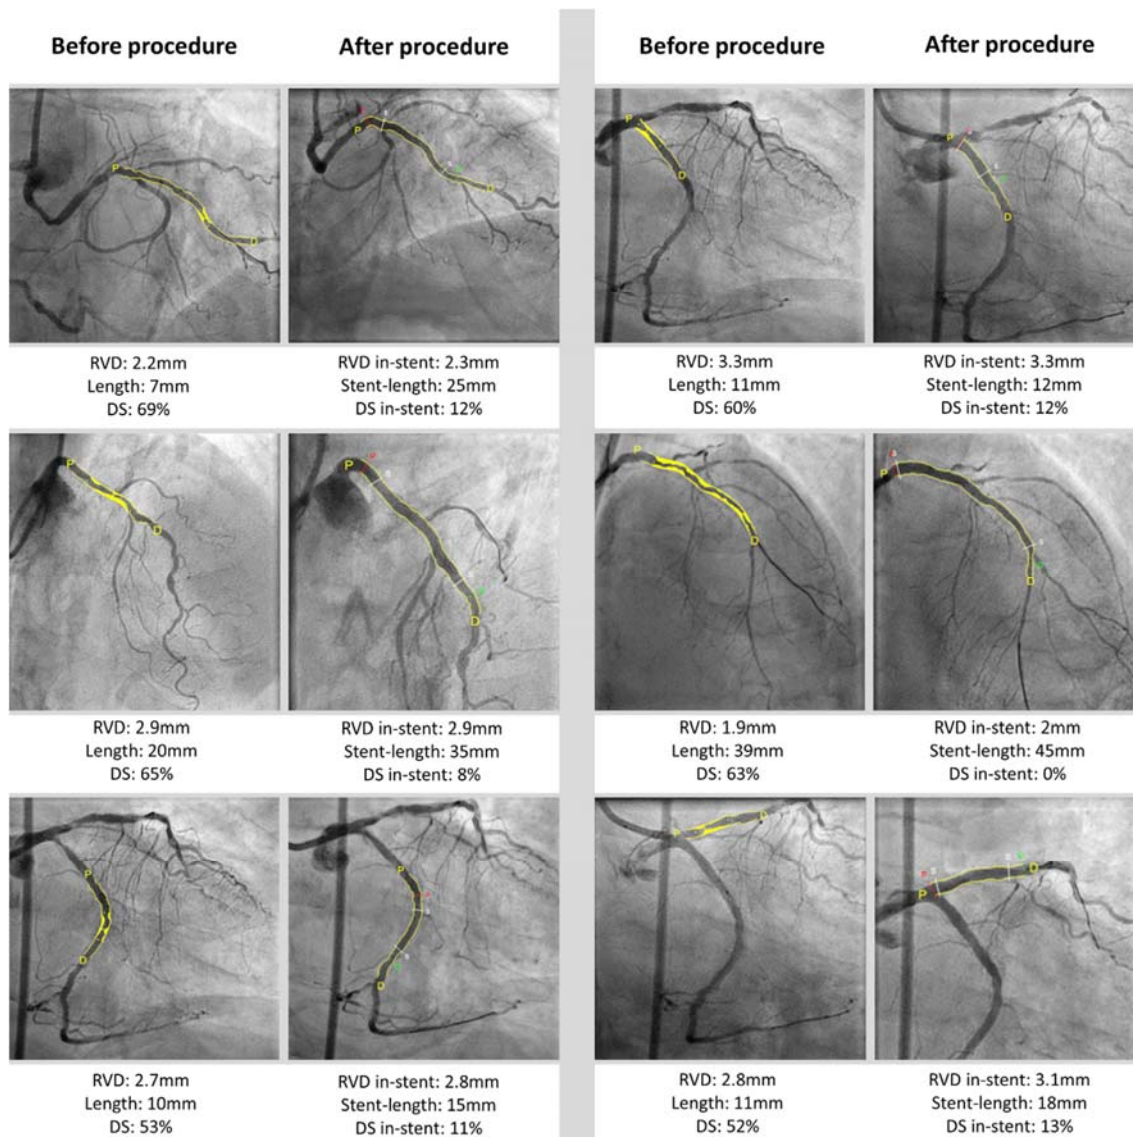 Before procedure
After procedure
Before procedure
After procedure
P
D
P
D
P
D
P
D
RVD: 2.2mm
Length: 7mm
DS: 69%
RVD in-stent: 2.3mm
Stent-length: 25mm
DS in-stent: 12%
RVD: 3.3mm
Length: 11mm
DS: 60%
RVD in-stent: 3.3mm
Stent-length: 12mm
DS in-stent: 12%
P
D
P
D
P
D
P
D
RVD: 2.9mm
Length: 20mm
DS: 65%
RVD in-stent: 2.9mm
Stent-length: 35mm
DS in-stent: 8%
RVD: 1.9mm
Length: 39mm
DS: 63%
RVD in-stent: 2mm
Stent-length: 45mm
DS in-stent: 0%
P
D
P
D
P
D
P
D
RVD: 2.7mm
Length: 10mm
DS: 53%
RVD in-stent: 2.8mm
Stent-length: 15mm
DS in-stent: 11%
RVD: 2.8mm
Length: 11mm
DS: 52%
RVD in-stent: 3.1mm
Stent-length: 18mm
DS in-stent: 13%